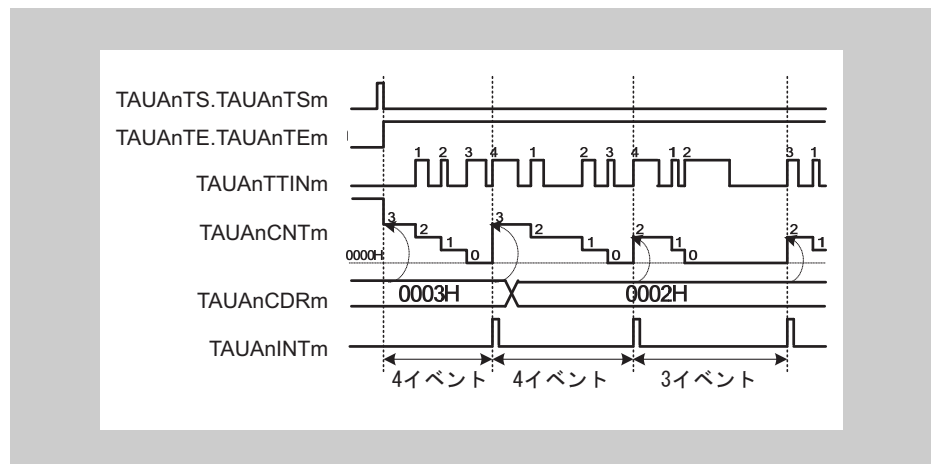 TAUAnTS.TAUAnTSm
TAUAnTE.TAUAnTEm
1 2 3 4 1 2 3 4 1 2 3 1
TAUAnTTINm
3 2 1 0 3 2 1 0 2 1 0 2 1
TAUAnCNTm
0000H
TAUAnCDRm
0003H 0002H
TAUAnINTm
4イベント 4イベント 3イベント